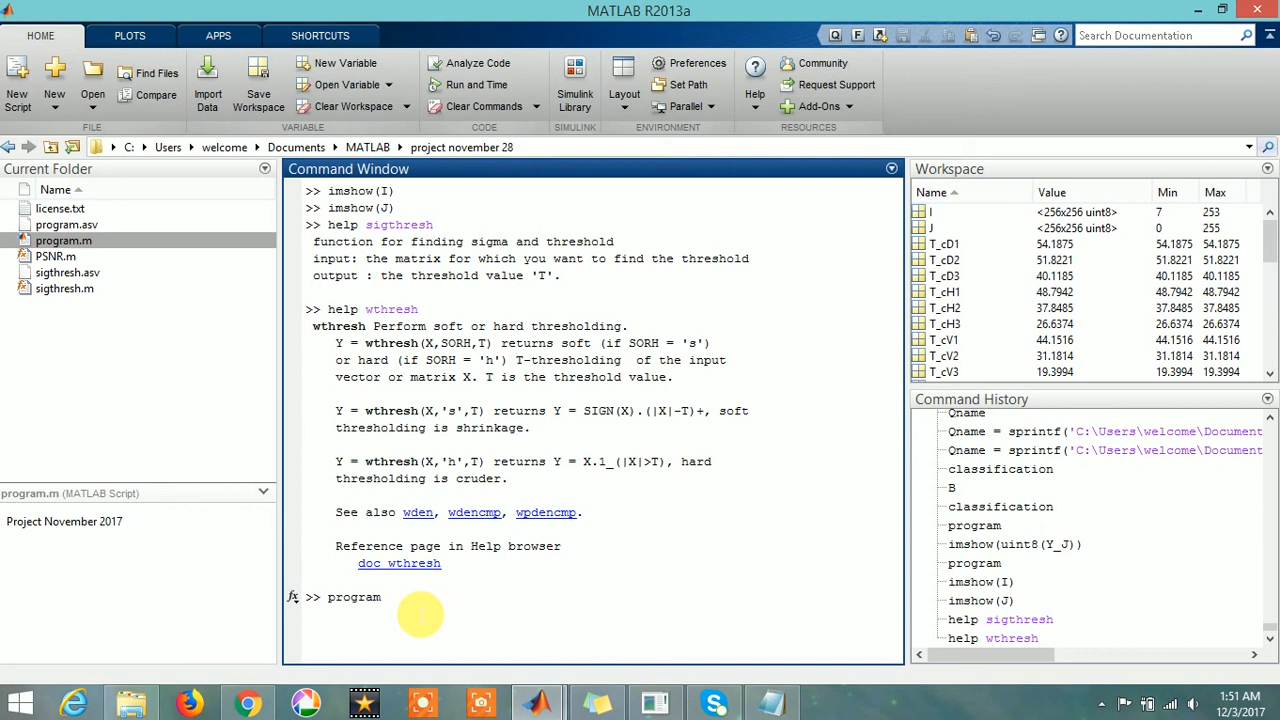 MATLAB R2013a
HOME PLOTS APPS SHORTCUTS
Search Documentation
New Script
New
Open
Find Files
Compare
Import Data
Save Workspace
New Variable
Open Variable
Clear Workspace
Analyze Code
Run and Time
Clear Commands
Simulink Library
Layout
Preferences
Set Path
Parallel
Help
Community
Request Support
Add-Ons
FILE VARIABLE CODE SIMULINK ENVIRONMENT RESOURCES
C: Users welcome Documents MATLAB project november 28
Current Folder
Name
license.txt
program.asv
program.m
PSNR.m
sigthresh.asv
sigthresh.m
program.m (MATLAB Script)
Project November 2017
Command Window
>> imshow(I)
>> imshow(J)
>> help sigthresh
function for finding sigma and threshold
input: the matrix for which you want to find the threshold
output : the threshold value 'T'.
>> help wthresh
wthresh Perform soft or hard thresholding.
Y = wthresh(X,SORH,T) returns soft (if SORH = 's')
or hard (if SORH = 'h') T-thresholding  of the input
vector or matrix X. T is the threshold value.
Y = wthresh(X,'s',T) returns Y = SIGN(X).(|X|-T)+, soft
thresholding is shrinkage.
Y = wthresh(X,'h',T) returns Y = X.1_(|X|>T), hard
thresholding is cruder.
See also wden, wdencmp, wpdencmp.
Reference page in Help browser
doc wthresh
fx >> program
Workspace
Name Value Min Max
I <256x256 uint8> 7 253
J <256x256 uint8> 0 255
T_cD1 54.1875 54.1875 54.1875
T_cD2 51.8221 51.8221 51.8221
T_cD3 40.1185 40.1185 40.1185
T_cH1 48.7942 48.7942 48.7942
T_cH2 37.8485 37.8485 37.8485
T_cH3 26.6374 26.6374 26.6374
T_cV1 44.1516 44.1516 44.1516
T_cV2 31.1814 31.1814 31.1814
T_cV3 19.3994 19.3994 19.3994
Command History
Qname
Qname = sprintf('C:\Users\welcome\Document
Qname = sprintf('C:\Users\welcome\Document
classification
B
classification
program
imshow(uint8(Y_J))
program
imshow(I)
imshow(J)
help sigthresh
help wthresh
1:51 AM
12/3/2017